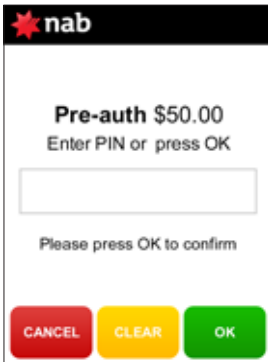 nab
Pre-auth $50.00
Enter PIN or press OK
Please press OK to confirm
CANCEL CLEAR OK